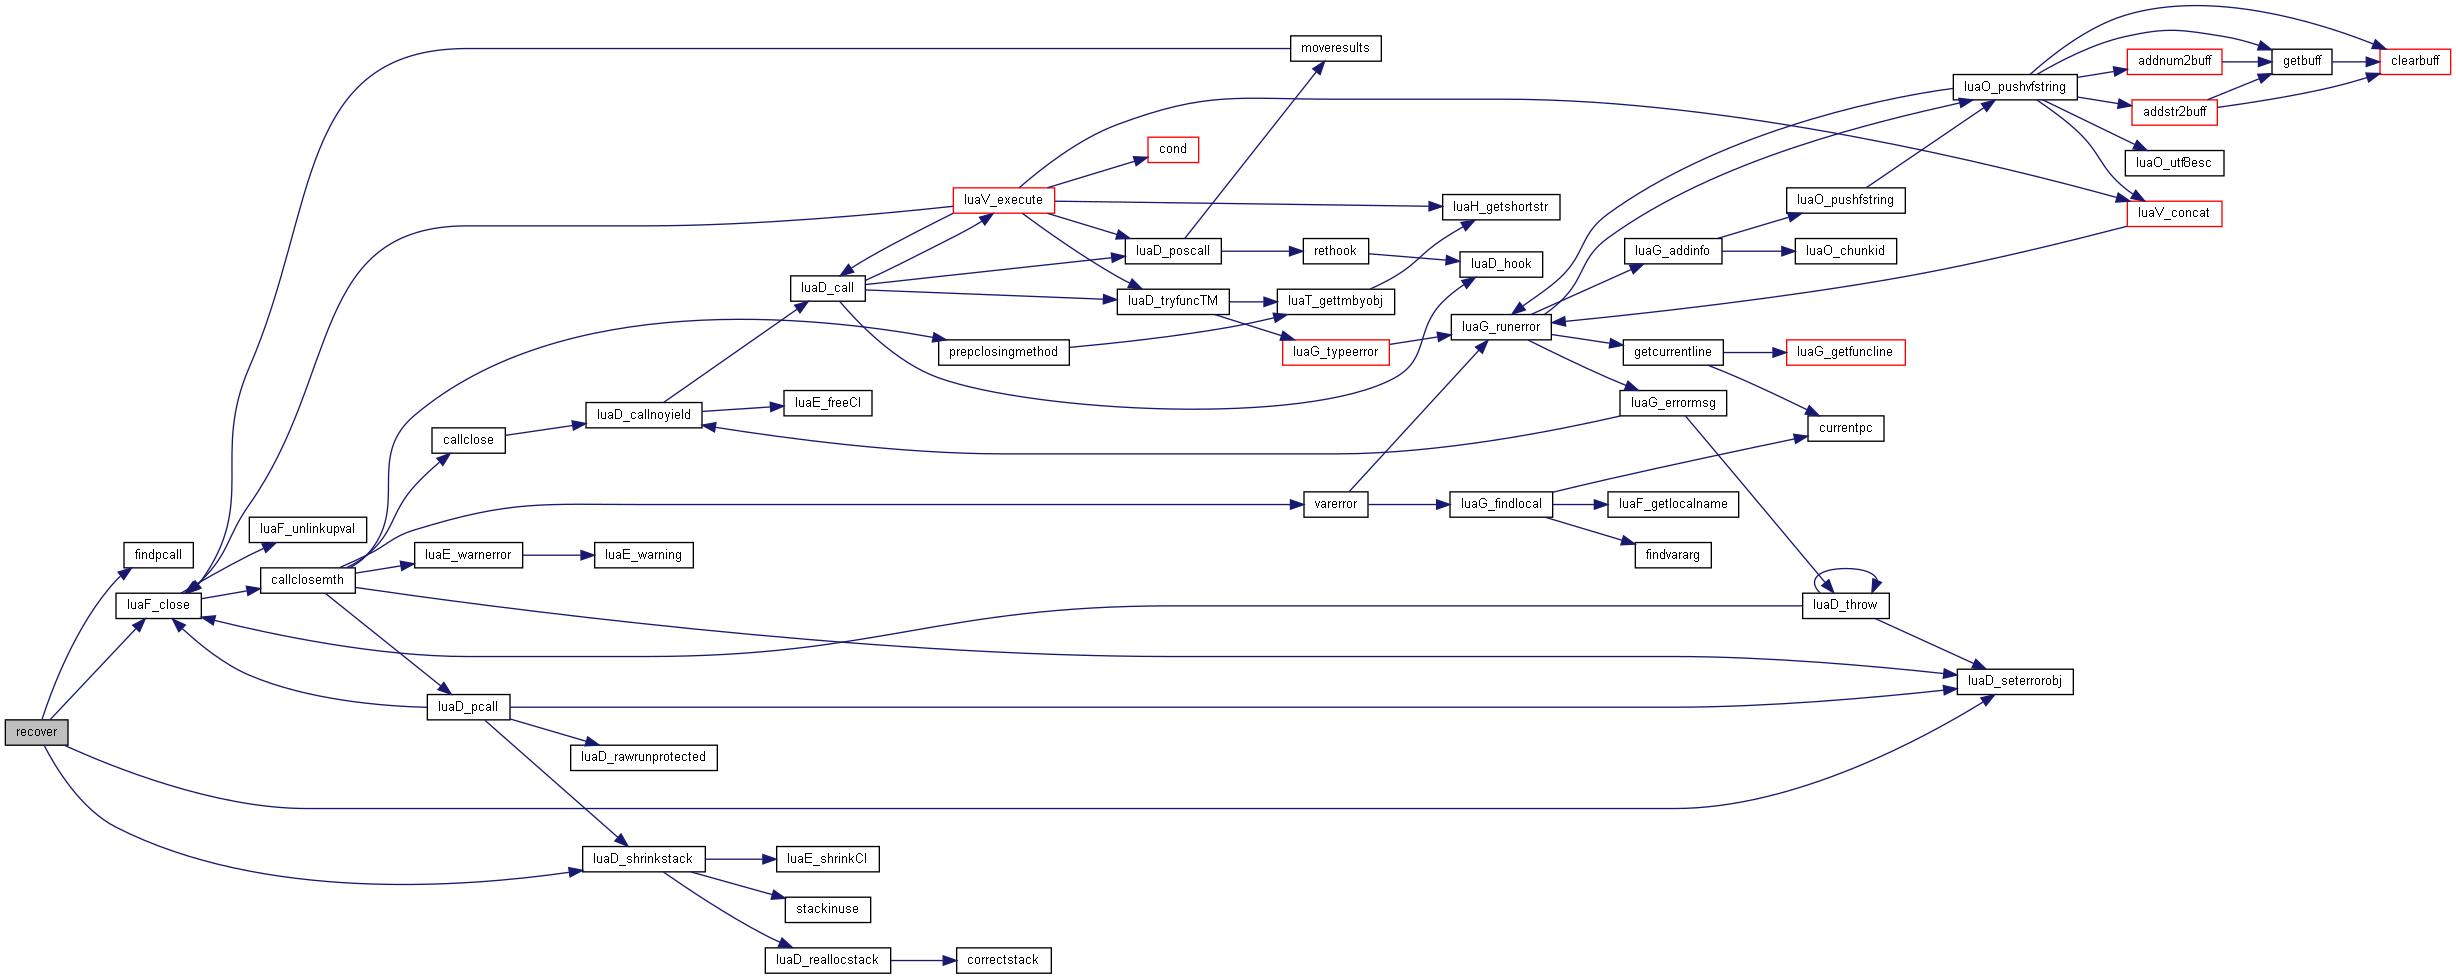 moveresults
clearbuff
addnum2buff
getbuff
luaO_pushvfstring
addstr2buff
cond
luaO_utf8esc
luaV_execute
luaO_pushfstring
luaH_getshortstr
luaV_concat
luaD_poscall
rethook
luaG_addinfo
luaO_chunkid
luaD_hook
luaD_call
luaD_tryfuncTM
luaT_gettmbyobj
luaG_runerror
prepclosingmethod
luaG_typeerror
getcurrentline
luaG_getfuncline
luaE_freeCI
luaG_errormsg
luaD_callnoyield
currentpc
callclose
varerror
luaG_findlocal
luaF_getlocalname
luaF_unlinkupval
findpcall
luaE_warnerror
luaE_warning
findvararg
callclosemth
luaF_close
luaD_throw
luaD_seterrorobj
luaD_pcall
recover
luaD_rawrunprotected
luaD_shrinkstack
luaE_shrinkCI
stackinuse
luaD_reallocstack
correctstack